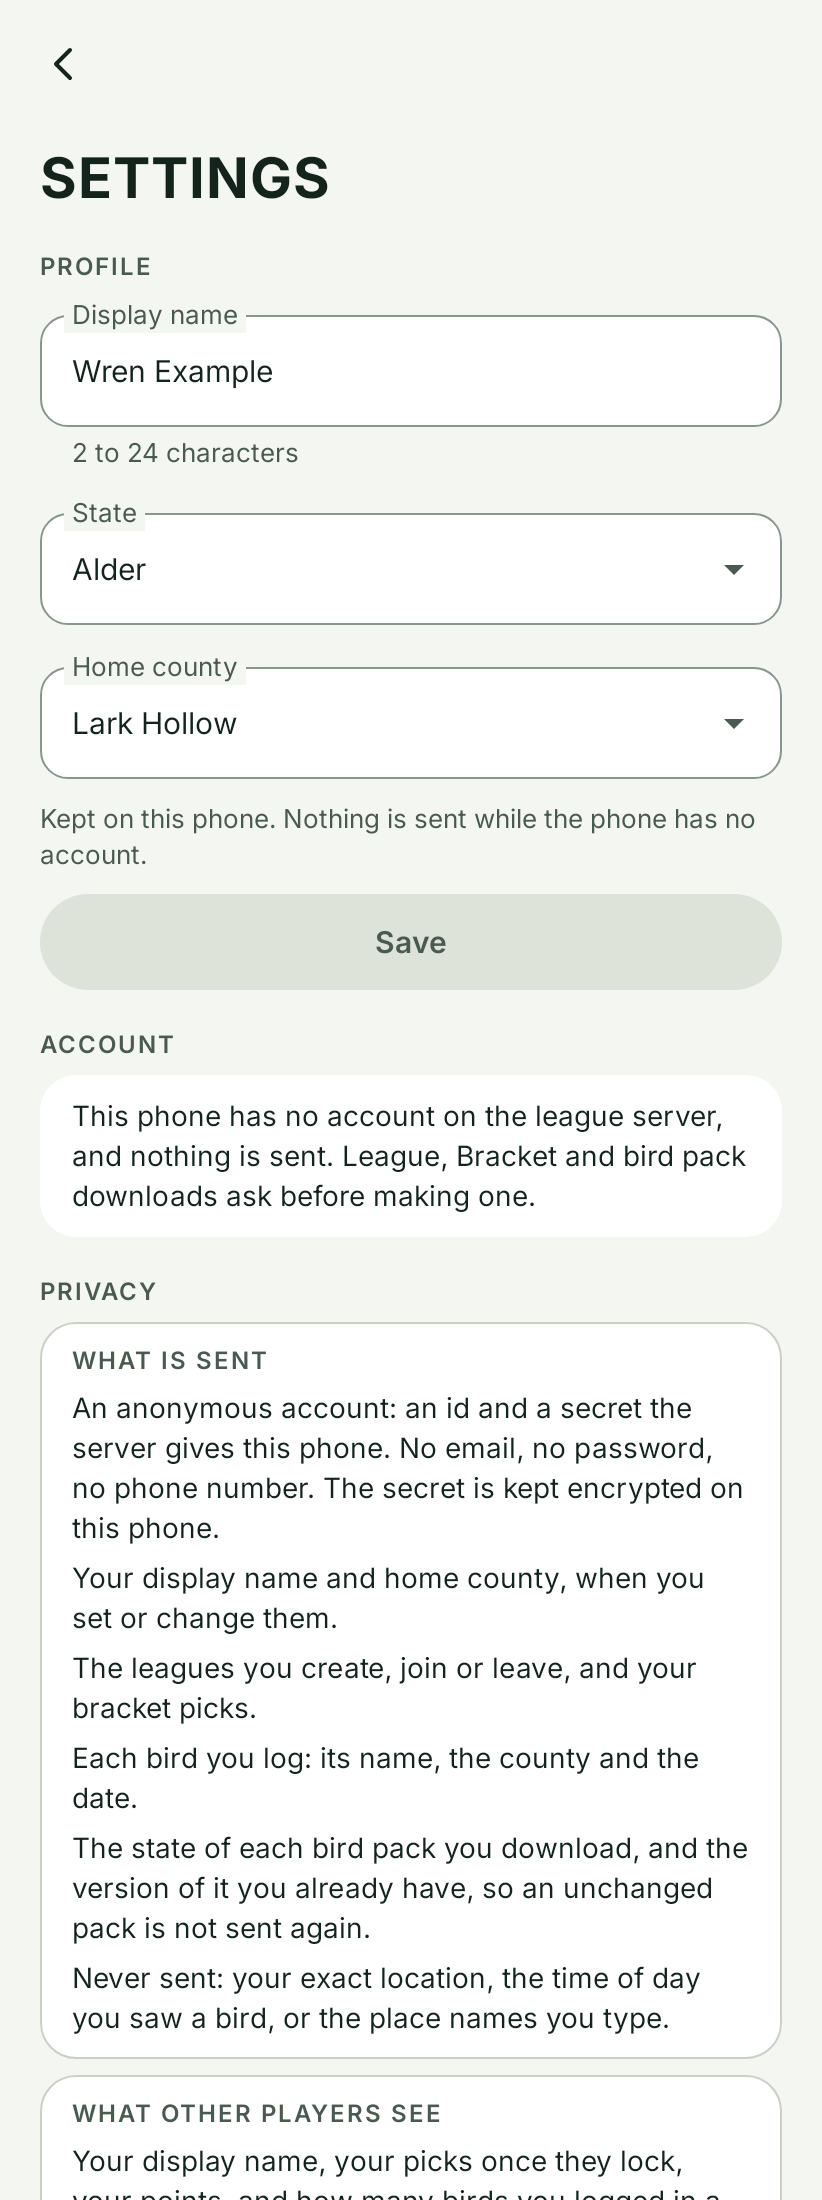 SETTINGS
PROFILE
Display name
Wren Example
2 to 24 characters
State
Alder
Home county
Lark Hollow
Kept on this phone. Nothing is sent while the phone has no
account.
Save
ACCOUNT
This phone has no account on the league server,
and nothing is sent. League, Bracket and bird pack
downloads ask before making one.
PRIVACY
WHAT IS SENT
An anonymous account: an id and a secret the
server gives this phone. No email, no password,
no phone number. The secret is kept encrypted on
this phone.
Your display name and home county, when you
set or change them.
The leagues you create, join or leave, and your
bracket picks.
Each bird you log: its name, the county and the
date.
The state of each bird pack you download, and the
version of it you already have, so an unchanged
pack is not sent again.
Never sent: your exact location, the time of day
you saw a bird, or the place names you type.
WHAT OTHER PLAYERS SEE
Your display name, your picks once they lock,
your points, and how many birds you logged in a